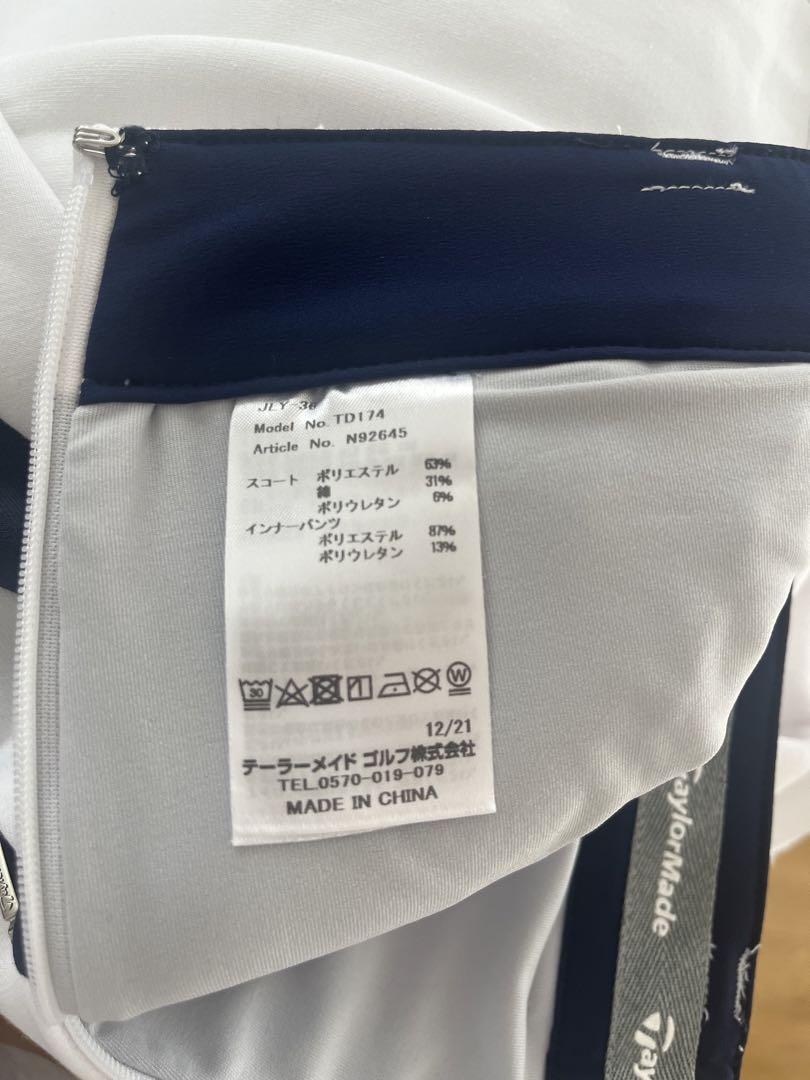 JLY-36
Model No. TD174
Article No. N92645
スコート ポリエステル 63%
綿 31%
ポリウレタン 6%
インナーパンツ
ポリエステル 87%
ポリウレタン 13%
30
W
12/21
テーラーメイド ゴルフ株式会社
TEL.0570-019-079
MADE IN CHINA
TaylorMade
Tay